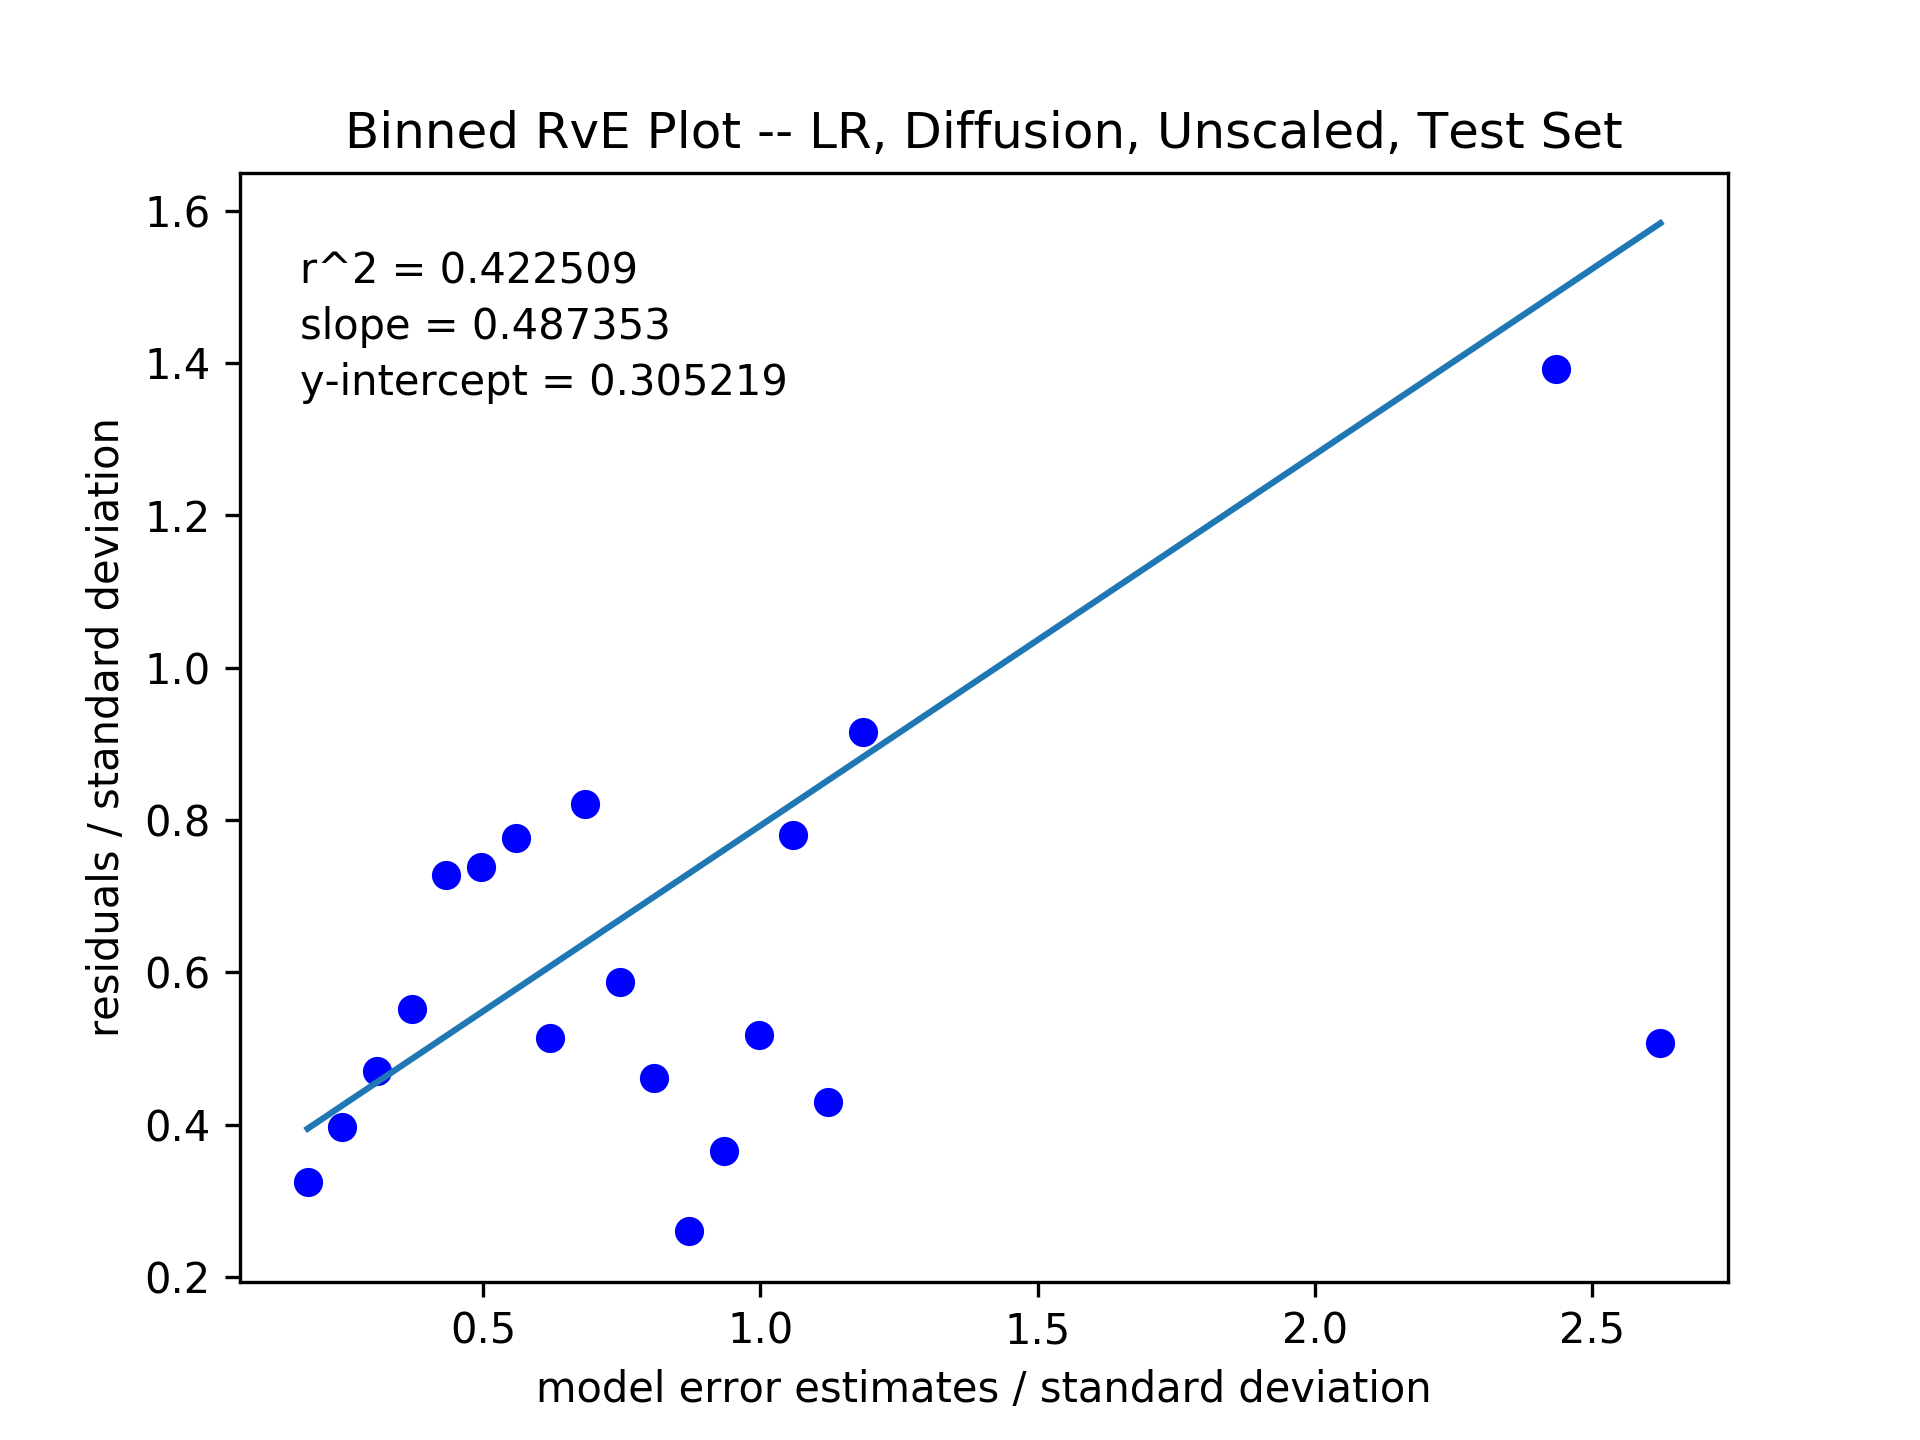 Binned RvE Plot -- LR, Diffusion, Unscaled, Test Set
r^2 = 0.422509
slope = 0.487353
y-intercept = 0.305219
residuals / standard deviation
1.6
1.4
1.2
1.0
0.8
0.6
0.4
0.2
0.5 1.0 1.5 2.0 2.5
model error estimates / standard deviation